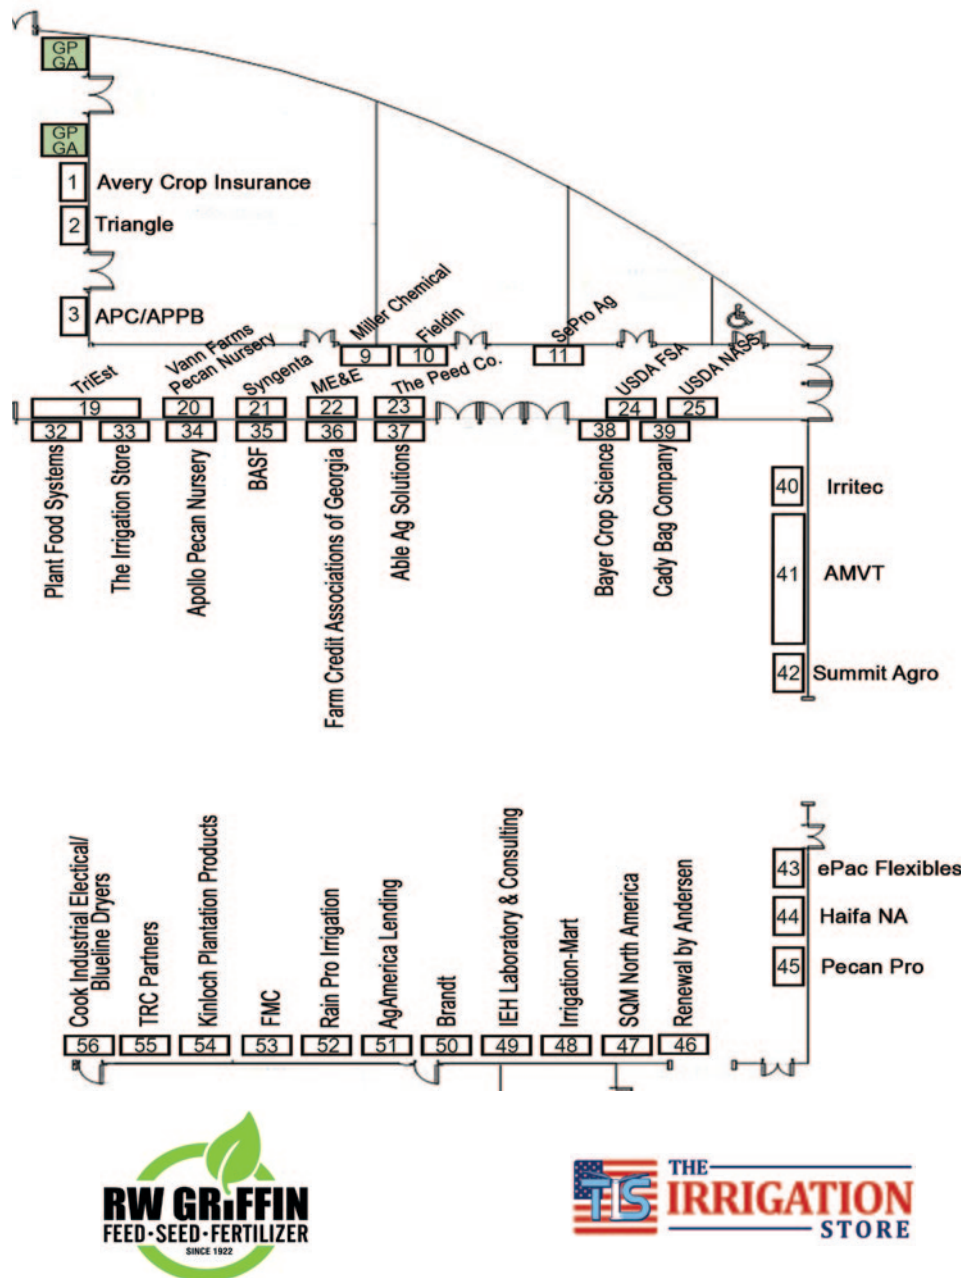 GP
GA
GP
GA
1 Avery Crop Insurance
2 Triangle
3 APC/APPB
Miller Chemical
9
Fieldin
10
SePro Ag
11
TriEst
19
Vann Farms
Pecan Nursery
20
Syngenta
21
ME&E
22
The Peed Co.
23
USDA FSA
24
USDA NASS
25
32
Plant Food Systems
33
The Irrigation Store
34
Apollo Pecan Nursery
35
BASF
36
Farm Credit Associations of Georgia
37
Able Ag Solutions
38
Bayer Crop Science
39
Cady Bag Company
40 Irritec
41 AMVT
42 Summit Agro
43 ePac Flexibles
44 Haifa NA
45 Pecan Pro
Cook Industrial Electical/
Blueline Dryers
56
TRC Partners
55
Kinloch Plantation Products
54
FMC
53
Rain Pro Irrigation
52
AgAmerica Lending
51
Brandt
50
IEH Laboratory & Consulting
49
Irrigation-Mart
48
SQM North America
47
Renewal by Andersen
46
RW GRiFFIN
FEED·SEED·FERTILIZER
SINCE 1922
TIS
THE
IRRIGATION
STORE